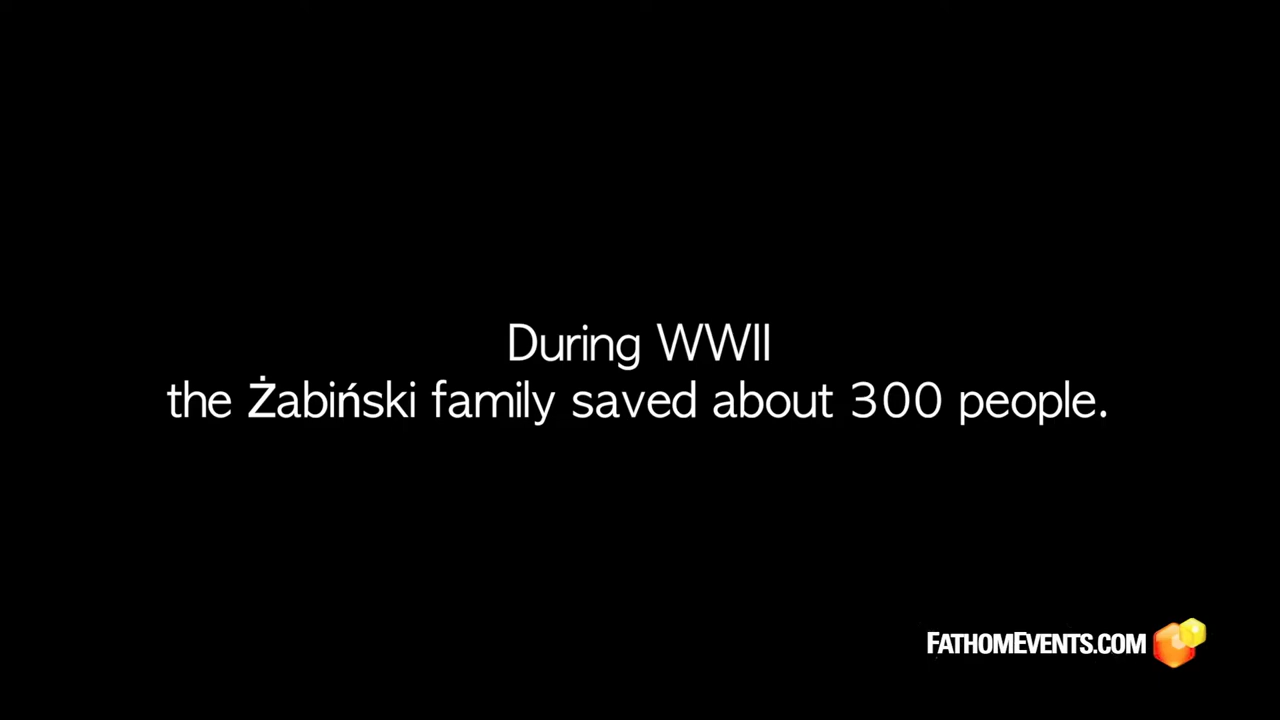 During WWII
the Żabiński family saved about 300 people.
FATHOMEVENTS.COM